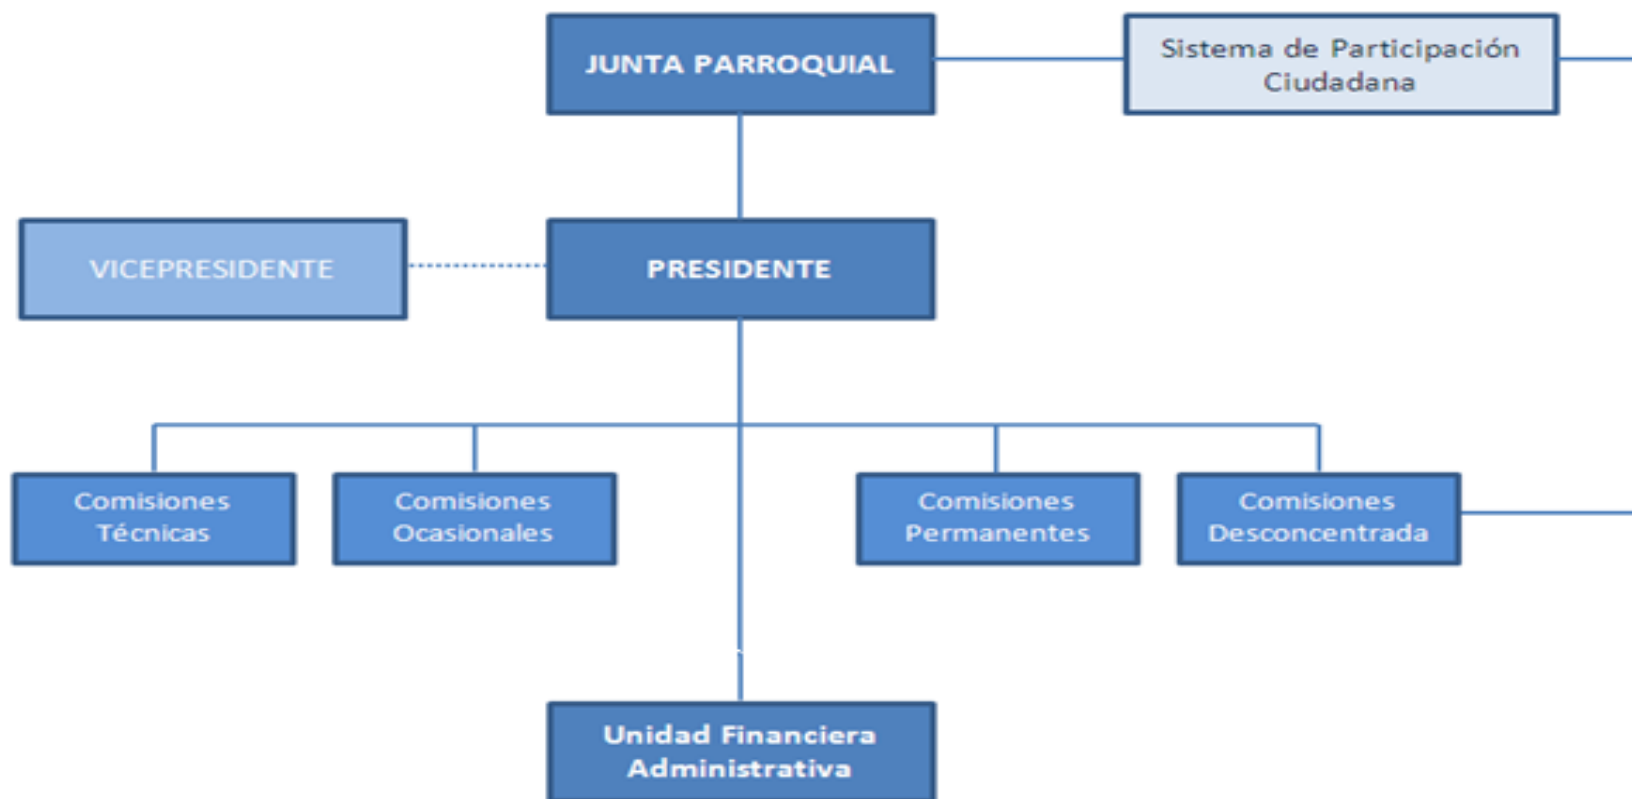 JUNTA PARROQUIAL
Sistema de Participación
Ciudadana
VICEPRESIDENTE
PRESIDENTE
Comisiones
Técnicas
Comisiones
Ocasionales
Comisiones
Permanentes
Comisiones
Desconcentrada
Unidad Financiera
Administrativa